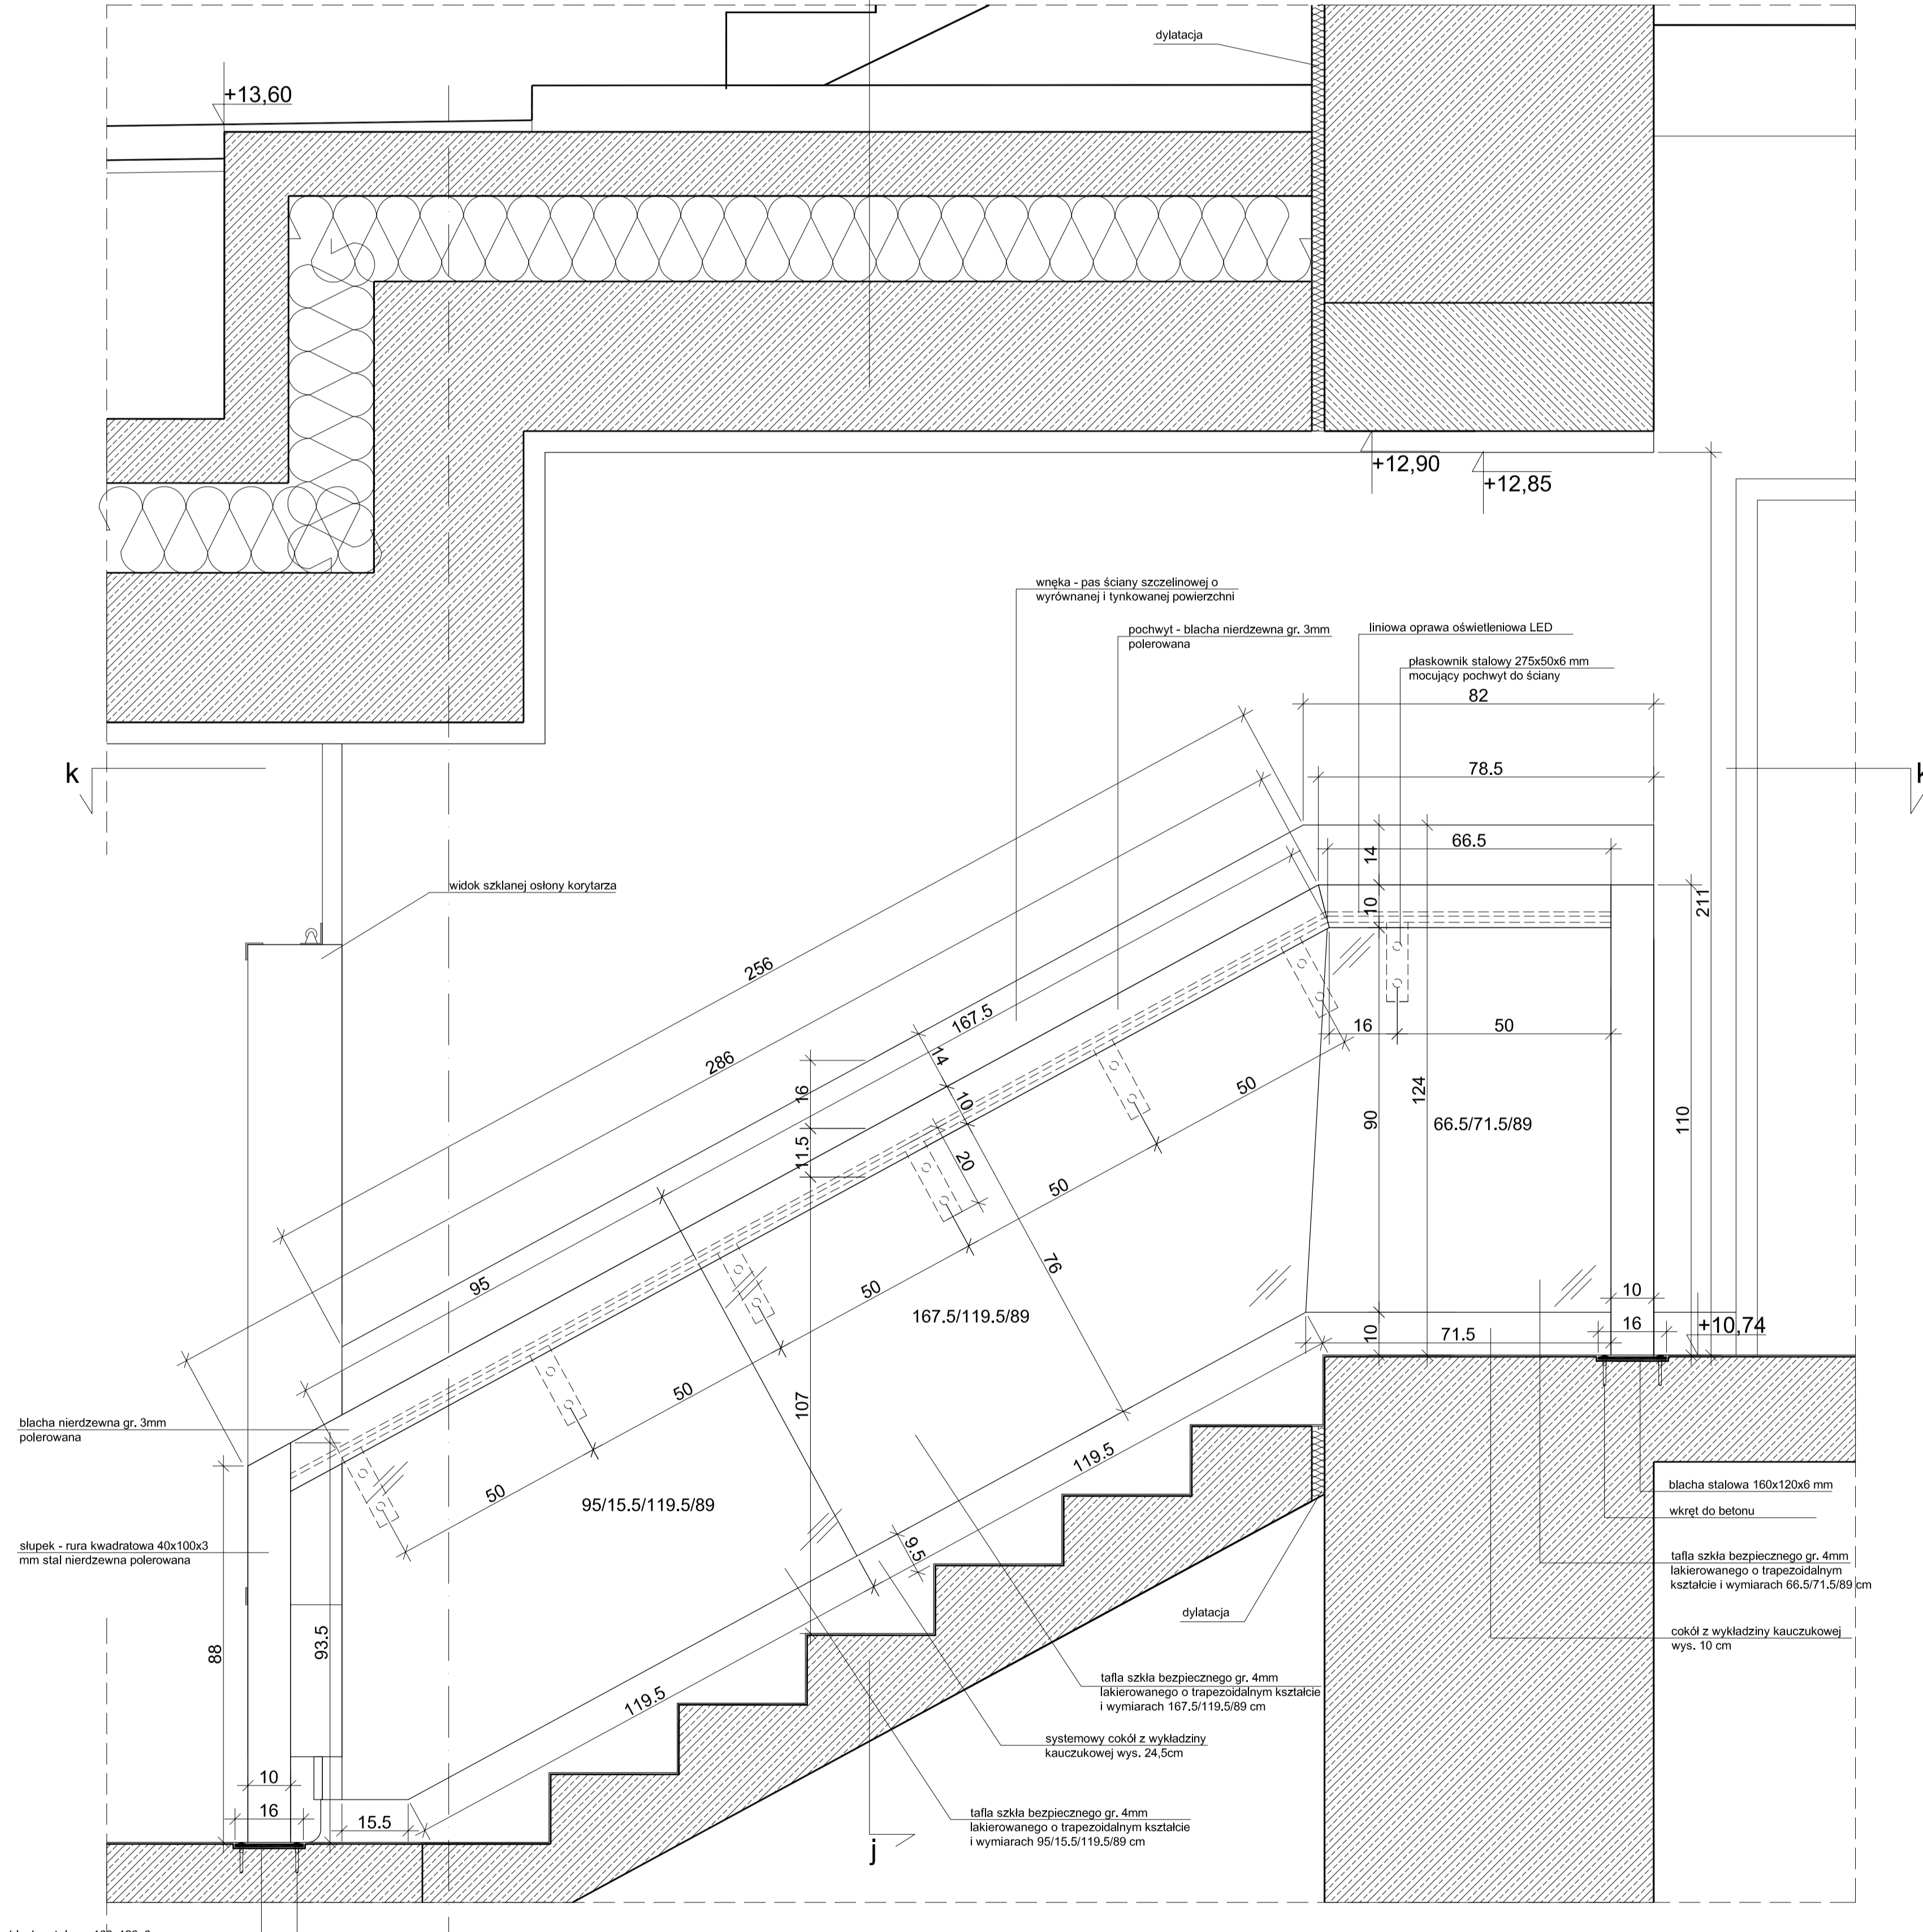 dylatacja
+13,60
+12,90
+12,85
wnęka - pas ściany szczelinowej o
wyrównanej i tynkowanej powierzchni
pochwyt - blacha nierdzewna gr. 3mm
polerowana
liniowa oprawa oświetleniowa LED
płaskownik stalowy 275x50x6 mm
mocujący pochwyt do ściany
82
k
78.5
k
66.5
14
widok szklanej osłony korytarza
10
211
256
167.5
286
14
16
50
16
10
50
124
90
66.5/71.5/89
110
11.5
20
50
76
95
50
167.5/119.5/89
10
16
+10,74
71.5
10
50
107
blacha nierdzewna gr. 3mm
polerowana
119.5
50
95/15.5/119.5/89
blacha stalowa 160x120x6 mm
wkręt do betonu
słupek - rura kwadratowa 40x100x3
mm stal nierdzewna polerowana
9.5
tafla szkła bezpiecznego gr. 4mm
lakierowanego o trapezoidalnym
kształcie i wymiarach 66.5/71.5/89 cm
dylatacja
88
93.5
cokół z wykładziny kauczukowej
wys. 10 cm
tafla szkła bezpiecznego gr. 4mm
lakierowanego o trapezoidalnym kształcie
i wymiarach 167.5/119.5/89 cm
119.5
systemowy cokół z wykładziny
kauczukowej wys. 24,5cm
10
16
15.5
tafla szkła bezpiecznego gr. 4mm
lakierowanego o trapezoidalnym kształcie
i wymiarach 95/15.5/119.5/89 cm
j